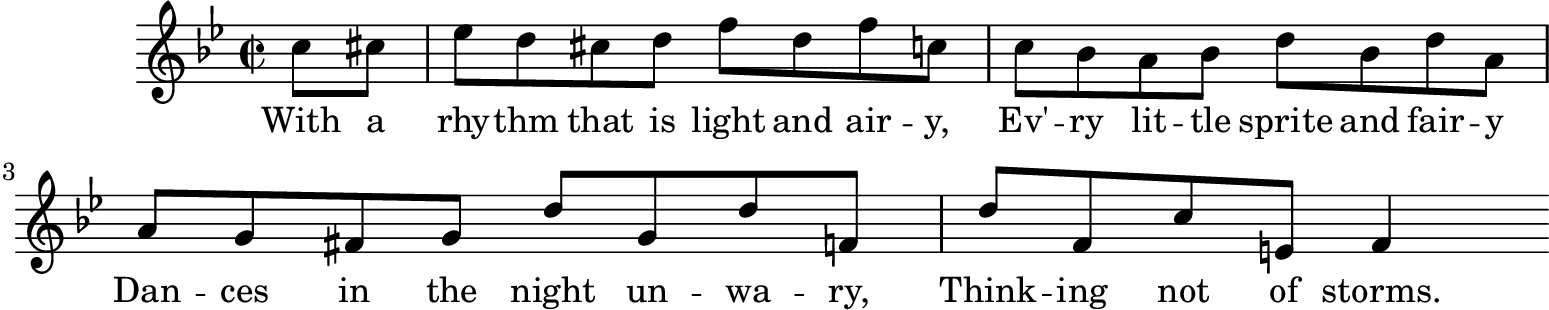 With a rhythm that is light and air -- y, Ev' -- ry lit -- tle sprite and fair -- y
3
Dan -- ces in the night un -- wa -- ry, Think -- ing not of storms.